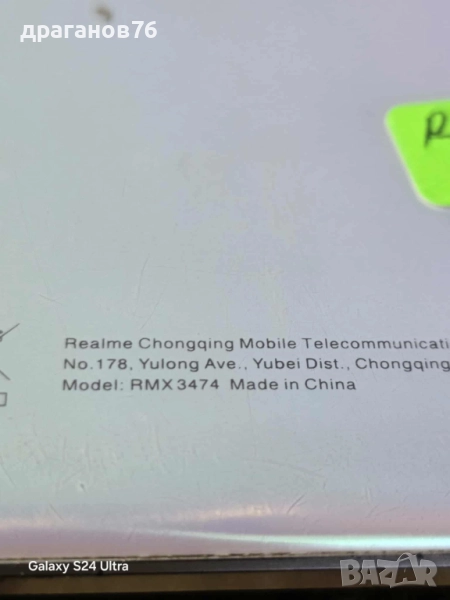 драганов76
R
Realme Chongqing Mobile Telecommunicati
No.178, Yulong Ave., Yubei Dist., Chongqing
Model: RMX3474 Made in China
Galaxy S24 Ultra
BAZAR